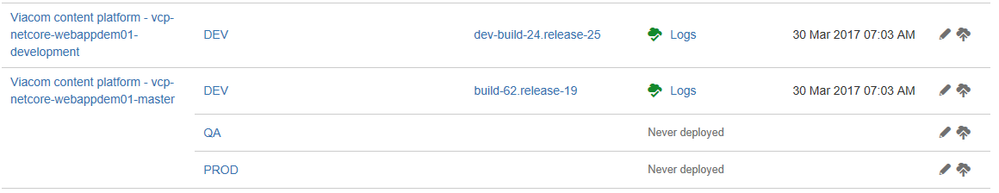 Viacom content platform - vcp-
netcore-webappdem01-
development
DEV
dev-build-24.release-25
Logs
30 Mar 2017 07:03 AM
Viacom content platform - vcp-
netcore-webappdem01-master
DEV
build-62.release-19
Logs
30 Mar 2017 07:03 AM
QA
Never deployed
PROD
Never deployed